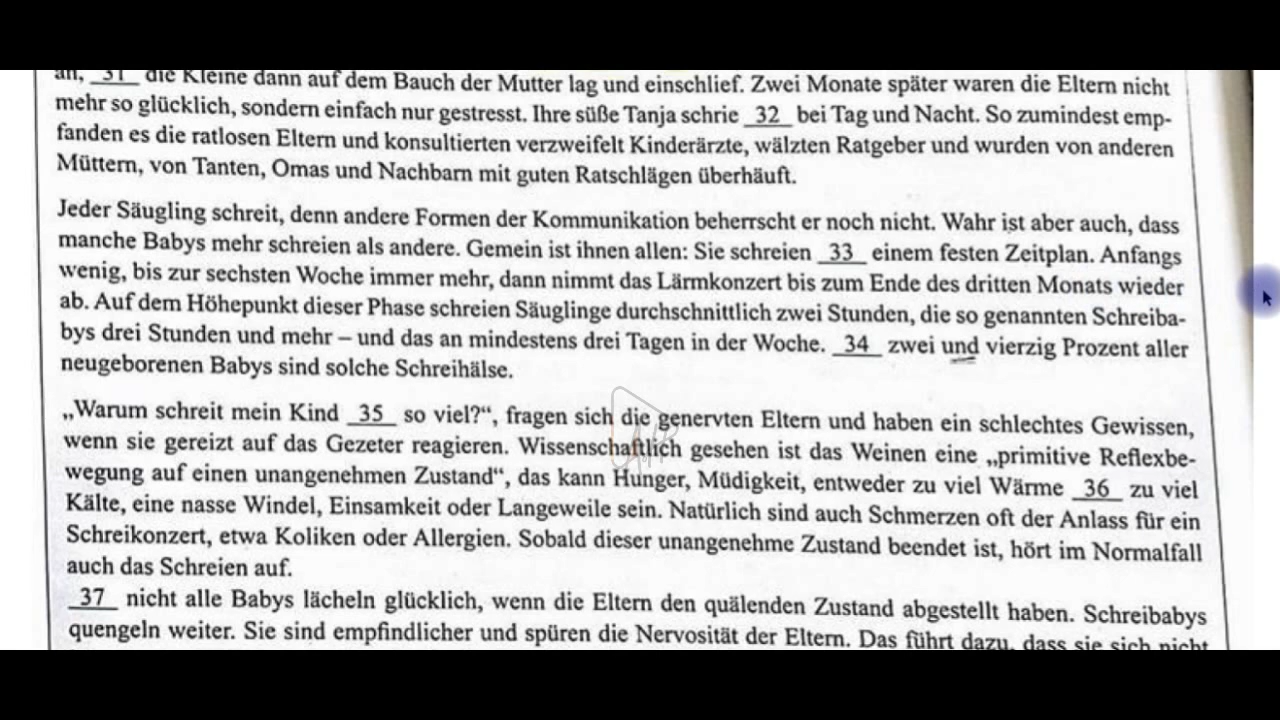 an, 31 die Kleine dann auf dem Bauch der Mutter lag und einschlief. Zwei Monate später waren die Eltern nicht
mehr so glücklich, sondern einfach nur gestresst. Ihre süße Tanja schrie 32 bei Tag und Nacht. So zumindest emp-
fanden es die ratlosen Eltern und konsultierten verzweifelt Kinderärzte, wälzten Ratgeber und wurden von anderen
Müttern, von Tanten, Omas und Nachbarn mit guten Ratschlägen überhäuft.
Jeder Säugling schreit, denn andere Formen der Kommunikation beherrscht er noch nicht. Wahr ist aber auch, dass
manche Babys mehr schreien als andere. Gemein ist ihnen allen: Sie schreien 33 einem festen Zeitplan. Anfangs
wenig, bis zur sechsten Woche immer mehr, dann nimmt das Lärmkonzert bis zum Ende des dritten Monats wieder
ab. Auf dem Höhepunkt dieser Phase schreien Säuglinge durchschnittlich zwei Stunden, die so genannten Schreiba-
bys drei Stunden und mehr – und das an mindestens drei Tagen in der Woche. 34 zwei und vierzig Prozent aller
neugeborenen Babys sind solche Schreihälse.
„Warum schreit mein Kind 35 so viel?“, fragen sich die genervten Eltern und haben ein schlechtes Gewissen,
wenn sie gereizt auf das Gezeter reagieren. Wissenschaftlich gesehen ist das Weinen eine „primitive Reflexbe-
wegung auf einen unangenehmen Zustand“, das kann Hunger, Müdigkeit, entweder zu viel Wärme 36 zu viel
Kälte, eine nasse Windel, Einsamkeit oder Langeweile sein. Natürlich sind auch Schmerzen oft der Anlass für ein
Schreikonzert, etwa Koliken oder Allergien. Sobald dieser unangenehme Zustand beendet ist, hört im Normalfall
auch das Schreien auf.
37 nicht alle Babys lächeln glücklich, wenn die Eltern den quälenden Zustand abgestellt haben. Schreibabys
quengeln weiter. Sie sind empfindlicher und spüren die Nervosität der Eltern. Das führt dazu, dass sie sich nicht